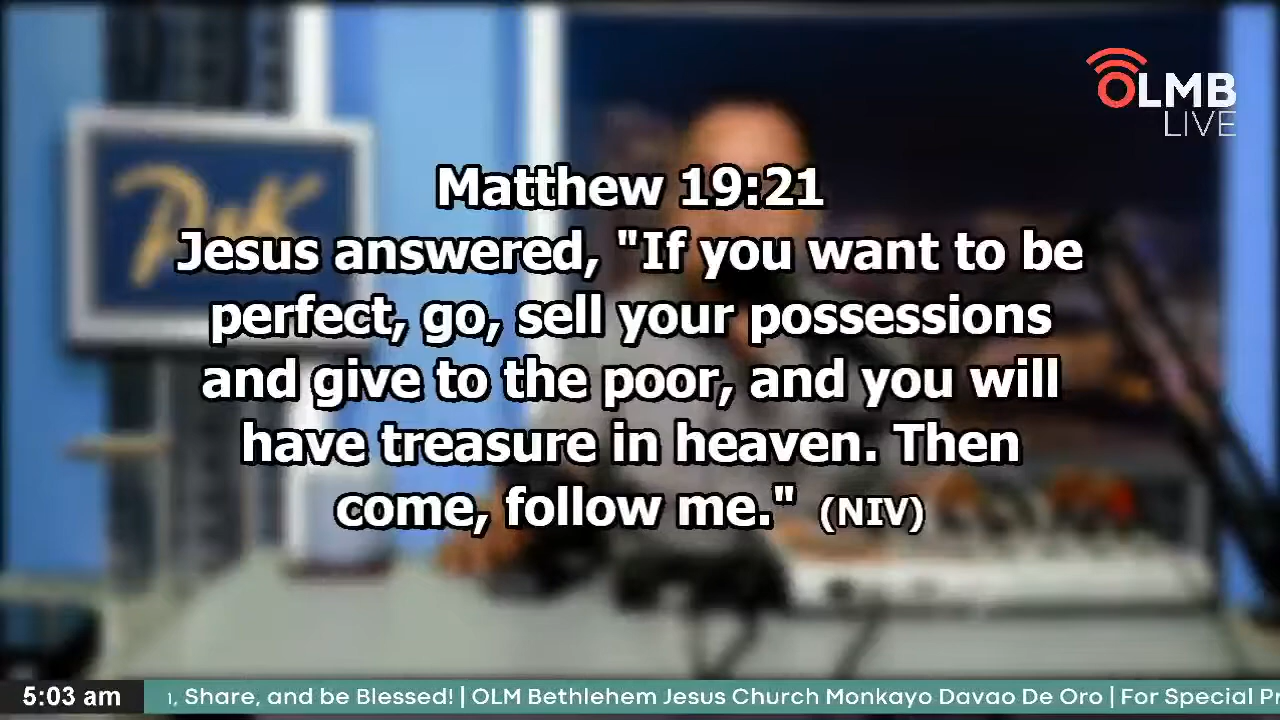 OLMB
LIVE
Matthew 19:21
Jesus answered, "If you want to be
perfect, go, sell your possessions
and give to the poor, and you will
have treasure in heaven. Then
come, follow me." (NIV)
5:03 am
, Share, and be Blessed! | OLM Bethlehem Jesus Church Monkayo Davao De Oro | For Special